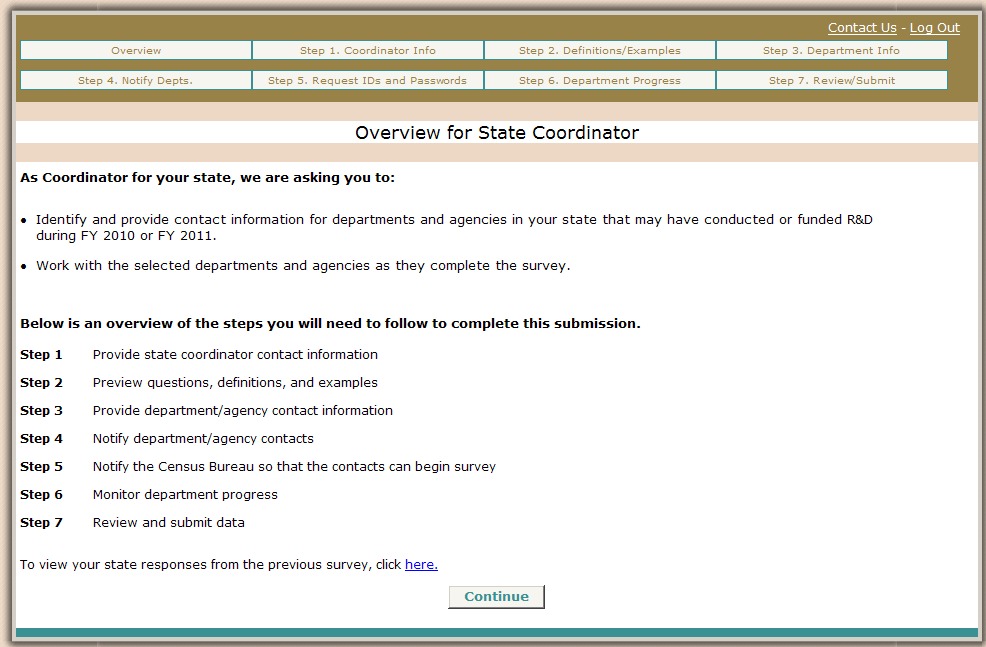 Contact Us - Log Out
Overview
Step 1. Coordinator Info
Step 2. Definitions/Examples
Step 3. Department Info
Step 4. Notify Depts.
Step 5. Request IDs and Passwords
Step 6. Department Progress
Step 7. Review/Submit
Overview for State Coordinator
As Coordinator for your state, we are asking you to:
• Identify and provide contact information for departments and agencies in your state that may have conducted or funded R&D
during FY 2010 or FY 2011.
• Work with the selected departments and agencies as they complete the survey.
Below is an overview of the steps you will need to follow to complete this submission.
Step 1 Provide state coordinator contact information
Step 2 Preview questions, definitions, and examples
Step 3 Provide department/agency contact information
Step 4 Notify department/agency contacts
Step 5 Notify the Census Bureau so that the contacts can begin survey
Step 6 Monitor department progress
Step 7 Review and submit data
To view your state responses from the previous survey, click here.
Continue